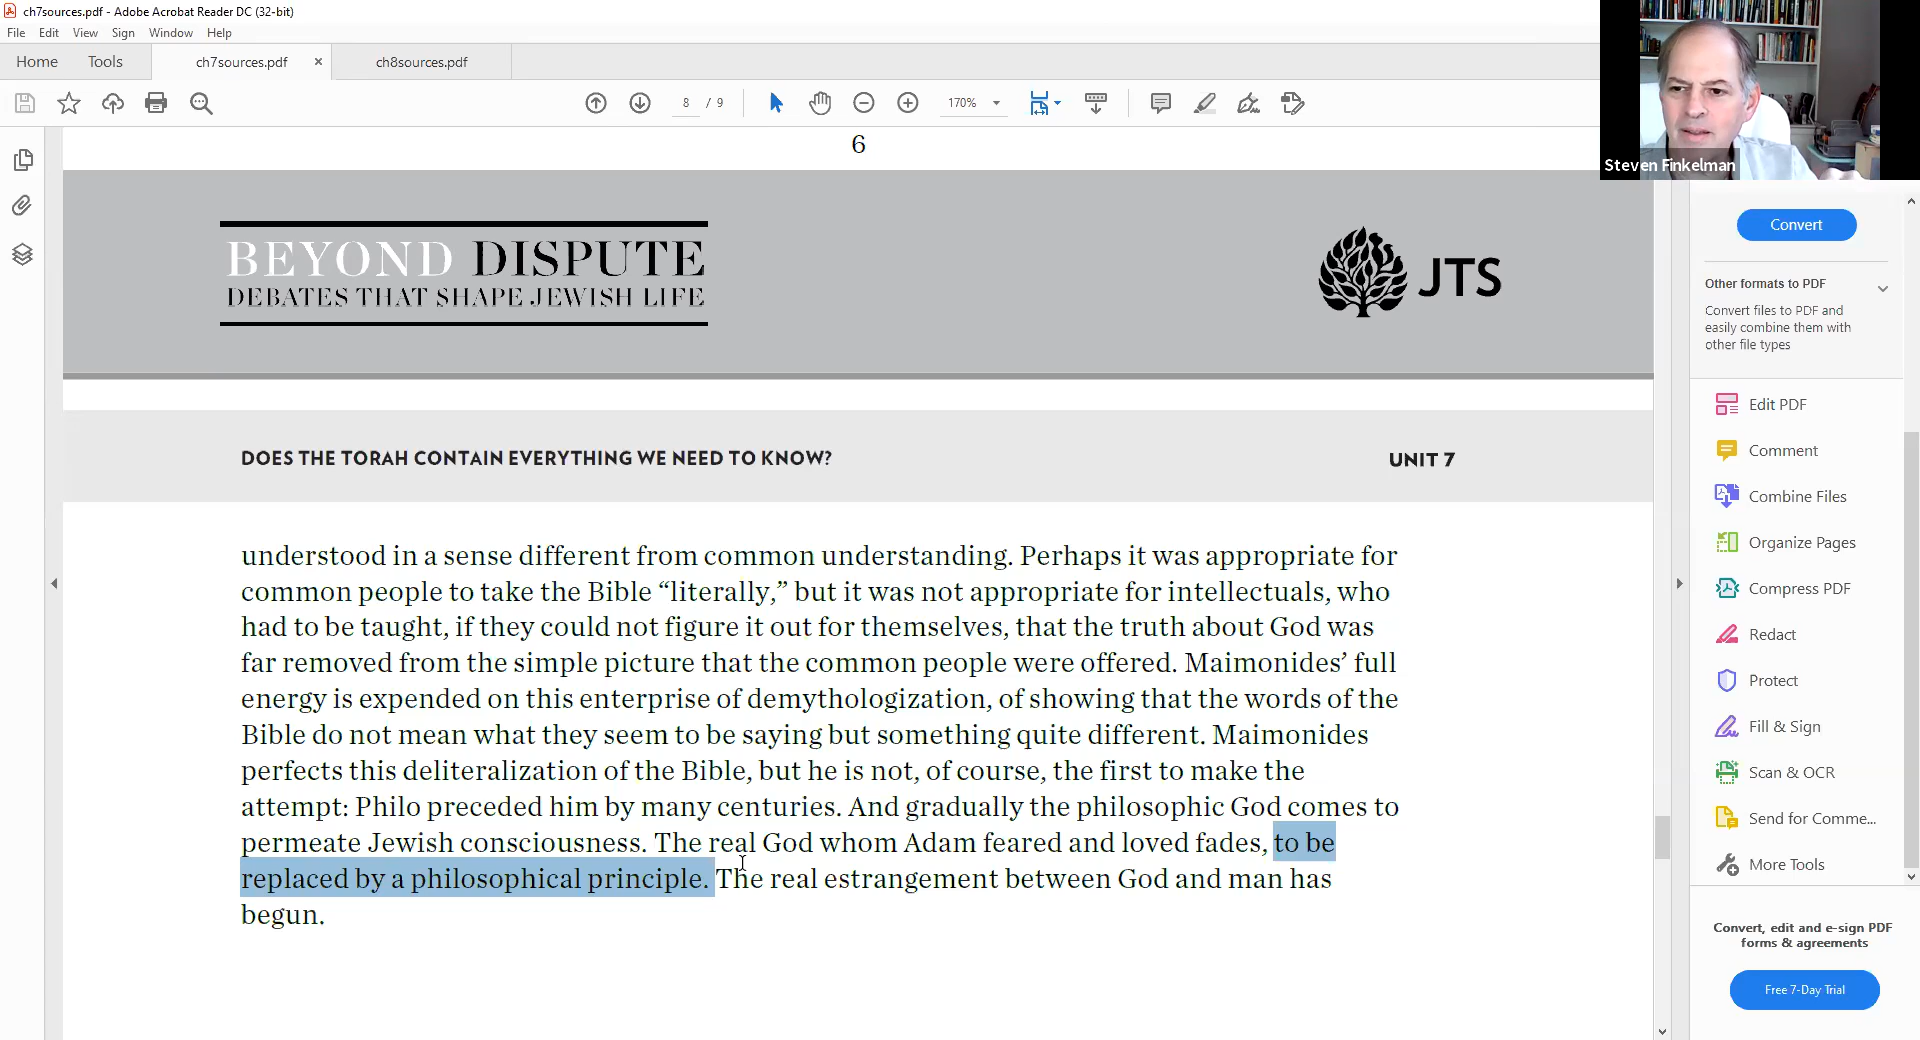 ch7sources.pdf - Adobe Acrobat Reader DC (32-bit)
File Edit View Sign Window Help
Home Tools ch7sources.pdf × ch8sources.pdf
8 / 9 170%
Steven Finkelman
6
BEYOND DISPUTE
DEBATES THAT SHAPE JEWISH LIFE
JTS
DOES THE TORAH CONTAIN EVERYTHING WE NEED TO KNOW? UNIT 7
understood in a sense different from common understanding. Perhaps it was appropriate for
common people to take the Bible “literally,” but it was not appropriate for intellectuals, who
had to be taught, if they could not figure it out for themselves, that the truth about God was
far removed from the simple picture that the common people were offered. Maimonides’ full
energy is expended on this enterprise of demythologization, of showing that the words of the
Bible do not mean what they seem to be saying but something quite different. Maimonides
perfects this deliteralization of the Bible, but he is not, of course, the first to make the
attempt: Philo preceded him by many centuries. And gradually the philosophic God comes to
permeate Jewish consciousness. The real God whom Adam feared and loved fades, to be
replaced by a philosophical principle. The real estrangement between God and man has
begun.
Convert
Other formats to PDF
Convert files to PDF and
easily combine them with
other file types
Edit PDF
Comment
Combine Files
Organize Pages
Compress PDF
Redact
Protect
Fill & Sign
Scan & OCR
Send for Comme...
More Tools
Convert, edit and e-sign PDF
forms & agreements
Free 7-Day Trial